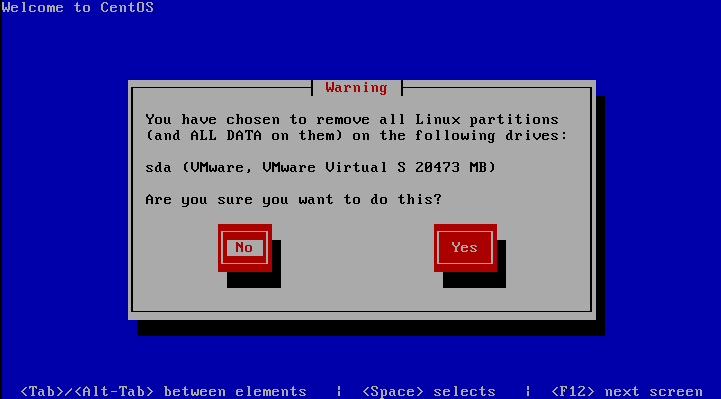 Welcome to CentOS
Warning
You have chosen to remove all Linux partitions
(and ALL DATA on them) on the following drives:
sda (VMware, VMware Virtual S 20473 MB)
Are you sure you want to do this?
No Yes
<Tab>/<Alt-Tab> between elements | <Space> selects | <F12> next screen